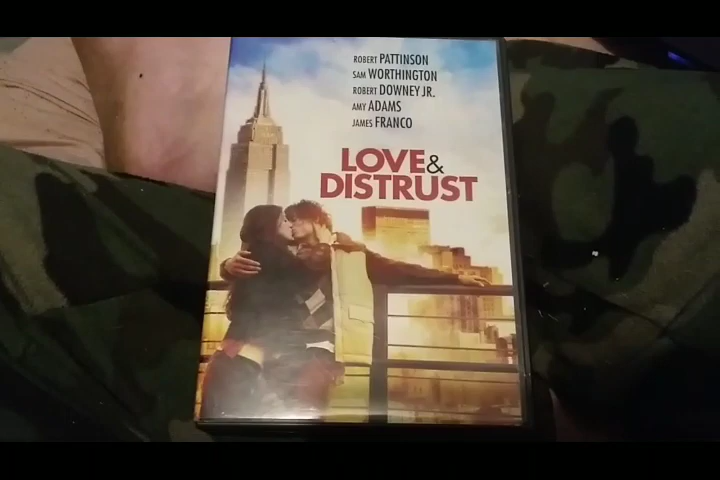 ROBERT PATTINSON
SAM WORTHINGTON
ROBERT DOWNEY JR.
AMY ADAMS
JAMES FRANCO
LOVE &
DISTRUST